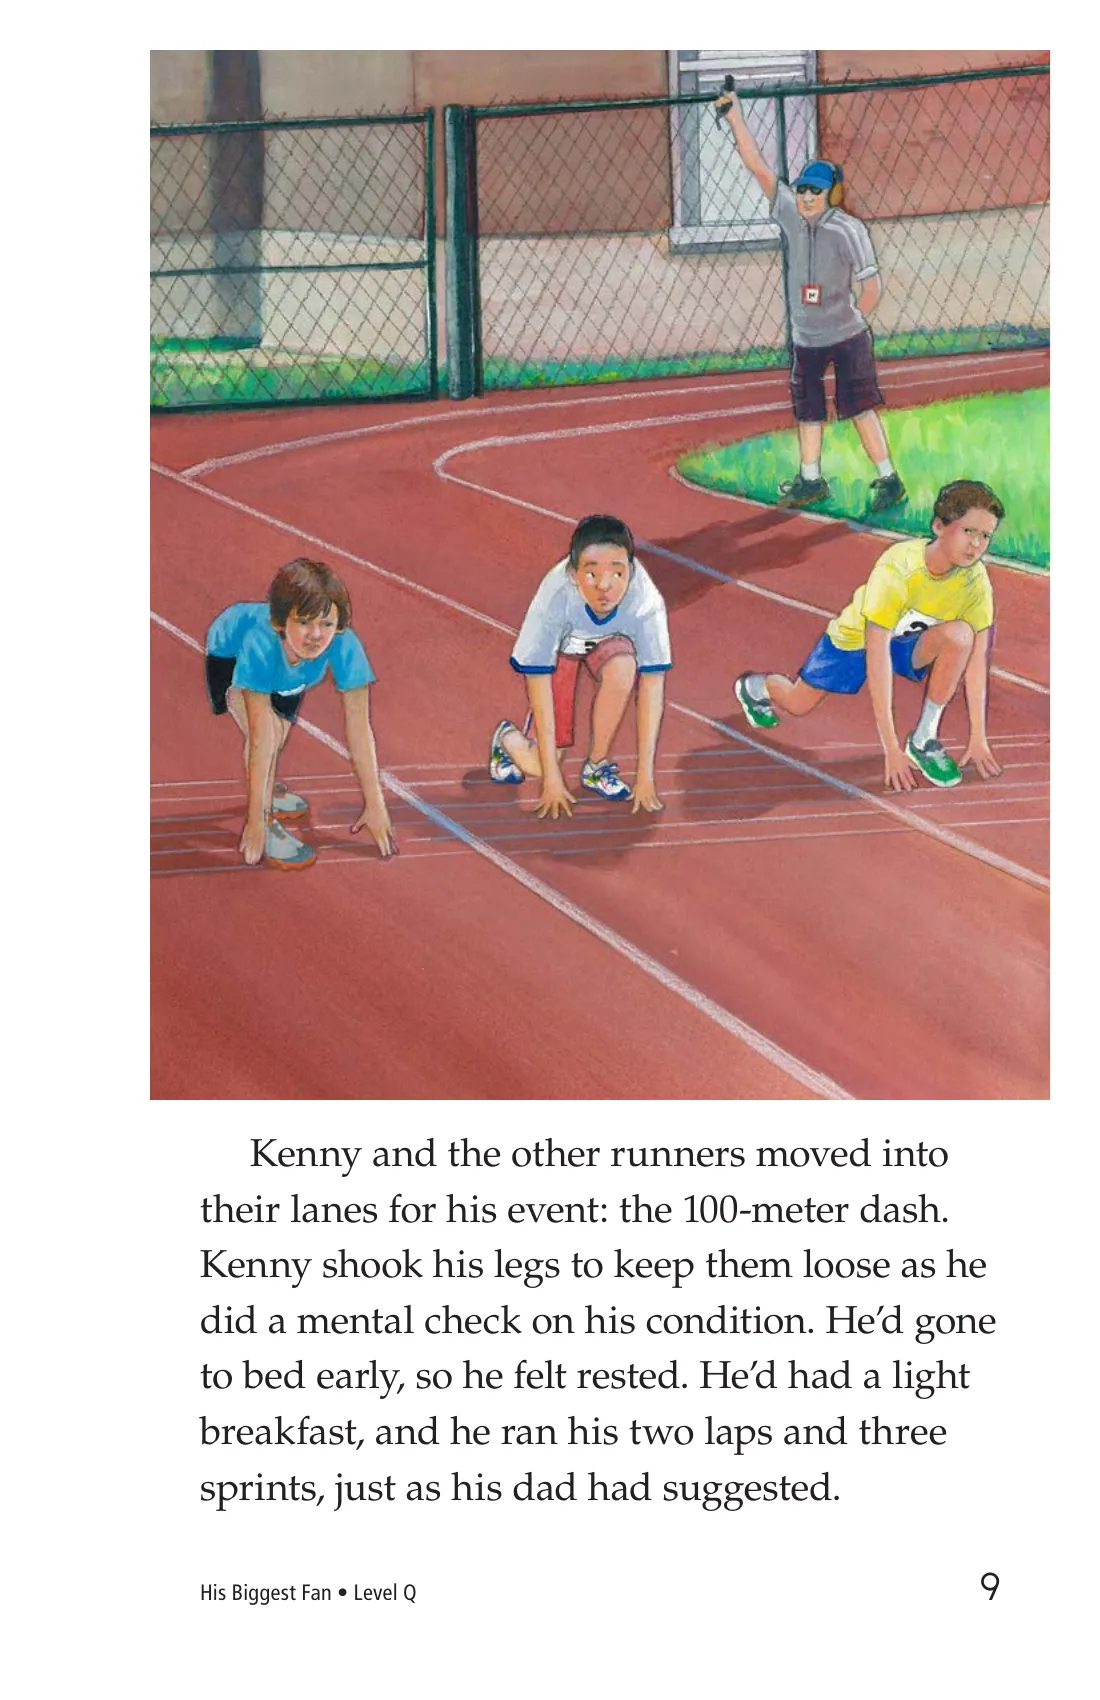 Kenny and the other runners moved into
their lanes for his event: the 100-meter dash.
Kenny shook his legs to keep them loose as he
did a mental check on his condition. He’d gone
to bed early, so he felt rested. He’d had a light
breakfast, and he ran his two laps and three
sprints, just as his dad had suggested.
His Biggest Fan • Level Q
9